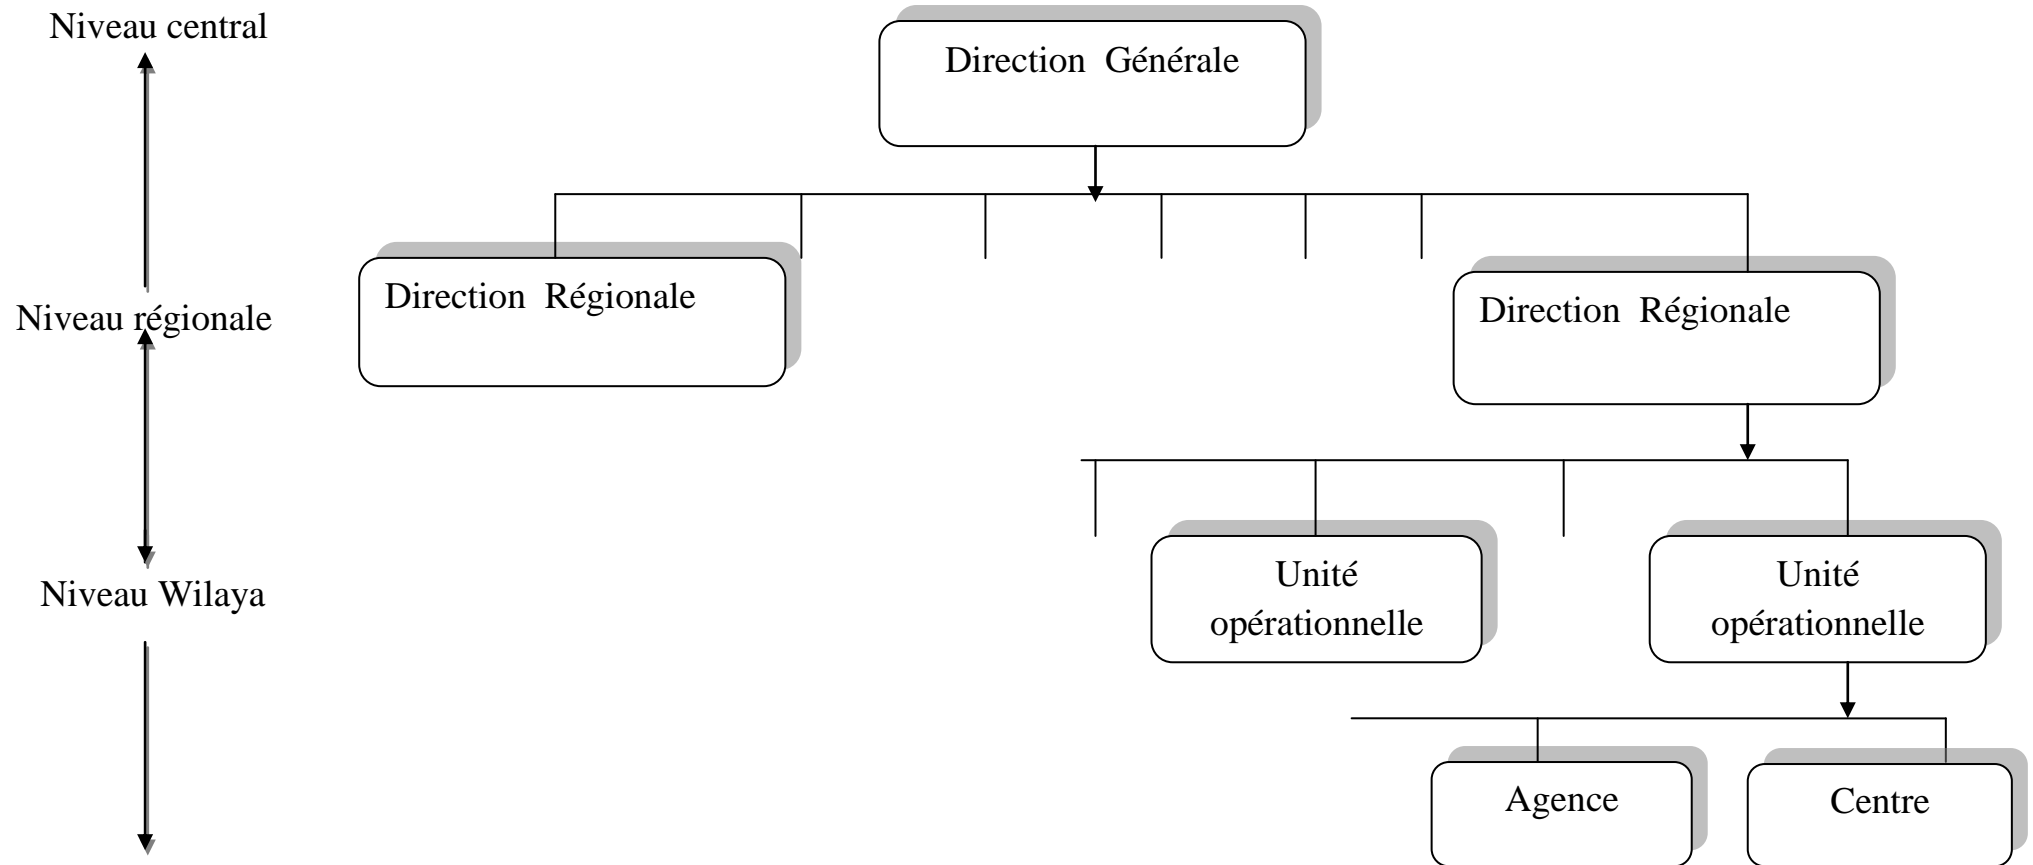 Niveau central
Direction Générale
Niveau régionale
Direction Régionale
Direction Régionale
Niveau Wilaya
Unité
opérationnelle
Unité
opérationnelle
Agence
Centre